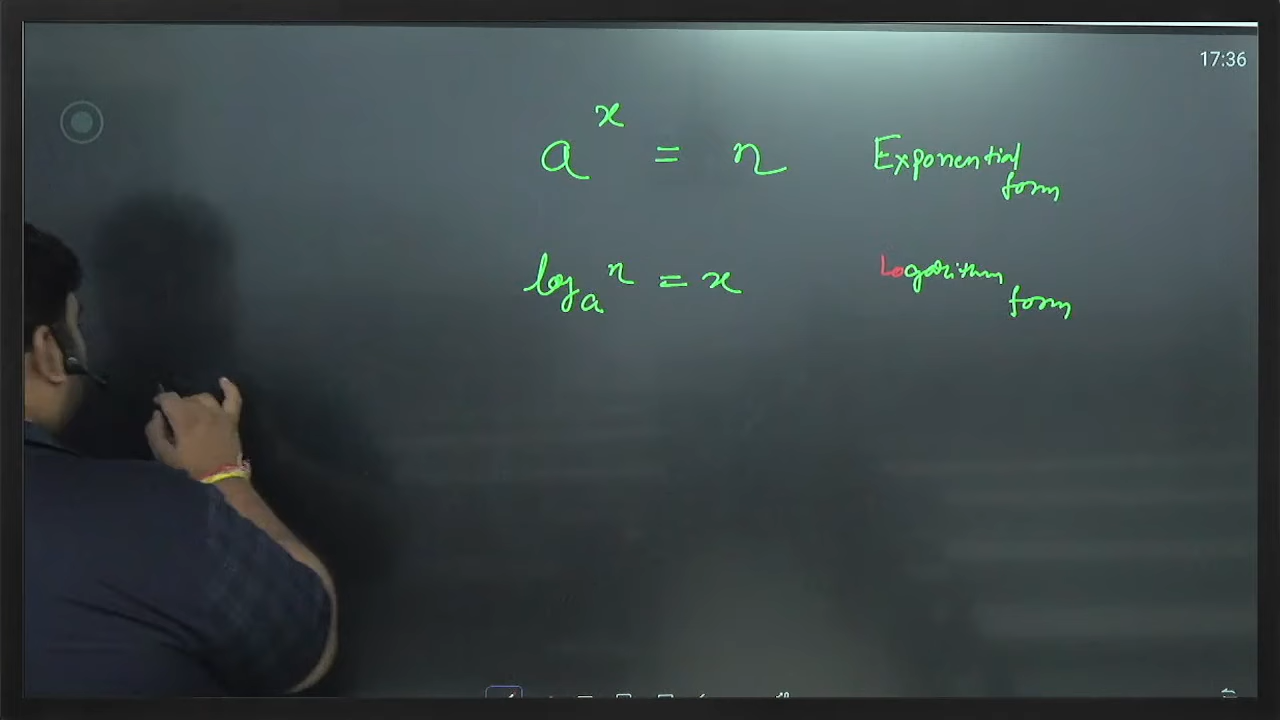 17:36
a^x = n Exponential
form
log_a n = x Logarithm
form